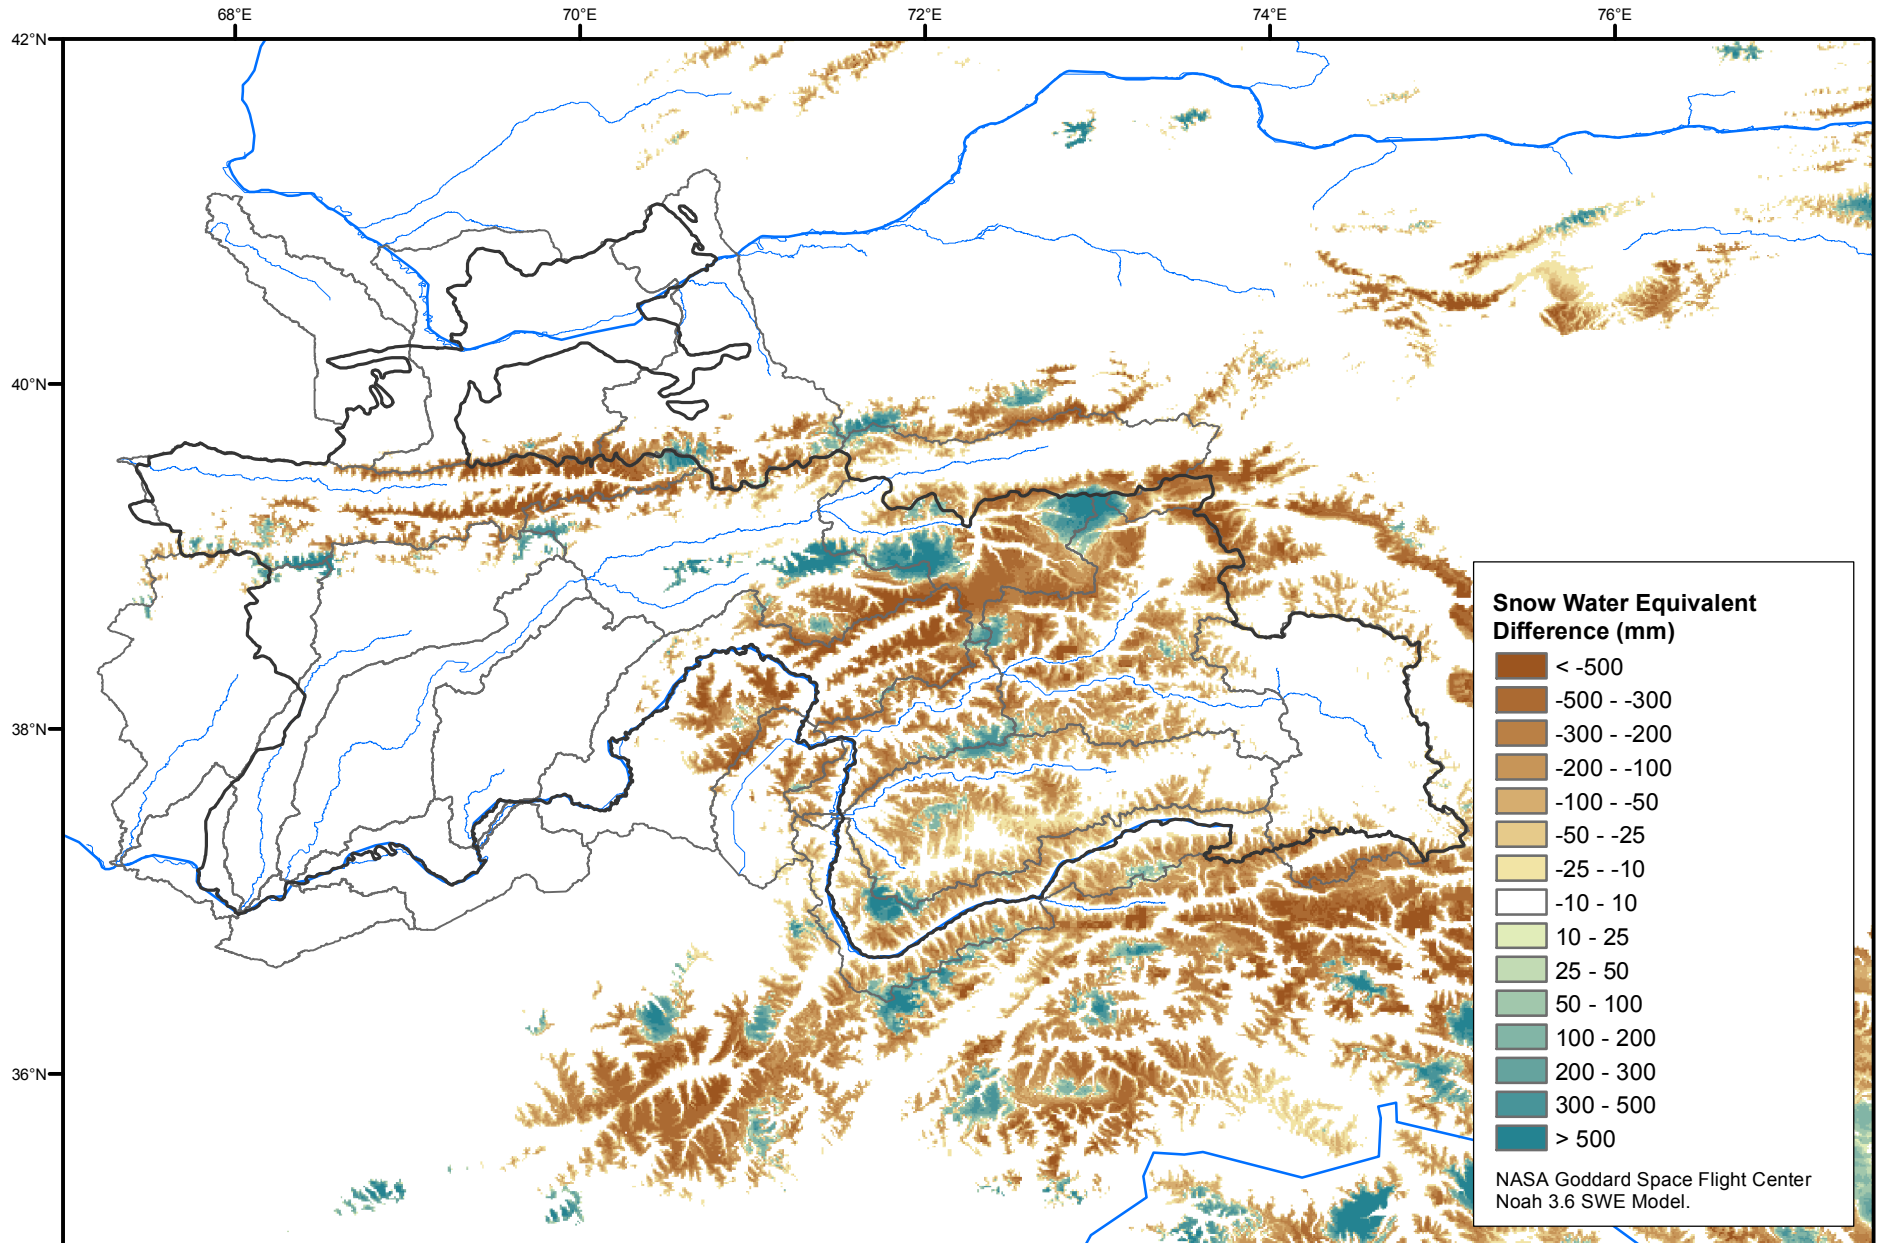 68°E 70°E 72°E 74°E 76°E
42°N
40°N
38°N
36°N
Snow Water Equivalent
Difference (mm)
< -500
-500 - -300
-300 - -200
-200 - -100
-100 - -50
-50 - -25
-25 - -10
-10 - 10
10 - 25
25 - 50
50 - 100
100 - 200
200 - 300
300 - 500
> 500
NASA Goddard Space Flight Center
Noah 3.6 SWE Model.